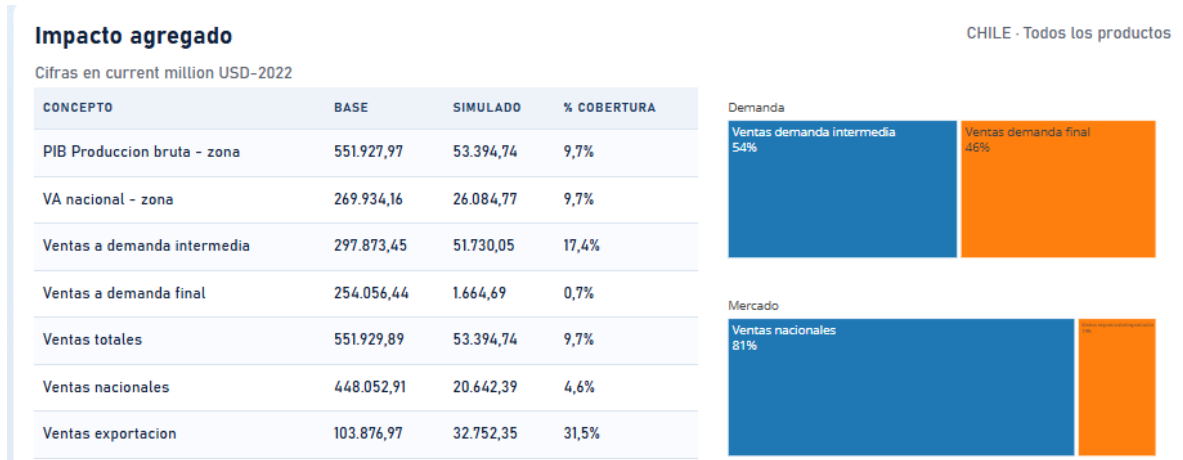 Impacto agregado
CHILE · Todos los productos
Cifras en current million USD-2022
CONCEPTO BASE SIMULADO % COBERTURA
PIB Produccion bruta - zona 551.927,97 53.394,74 9,7%
VA nacional - zona 269.934,16 26.084,77 9,7%
Ventas a demanda intermedia 297.873,45 51.730,05 17,4%
Ventas a demanda final 254.056,44 1.664,69 0,7%
Ventas totales 551.929,89 53.394,74 9,7%
Ventas nacionales 448.052,91 20.642,39 4,6%
Ventas exportacion 103.876,97 32.752,35 31,5%
Demanda
Ventas demanda intermedia
54%
Ventas demanda final
46%
Mercado
Ventas nacionales
81%